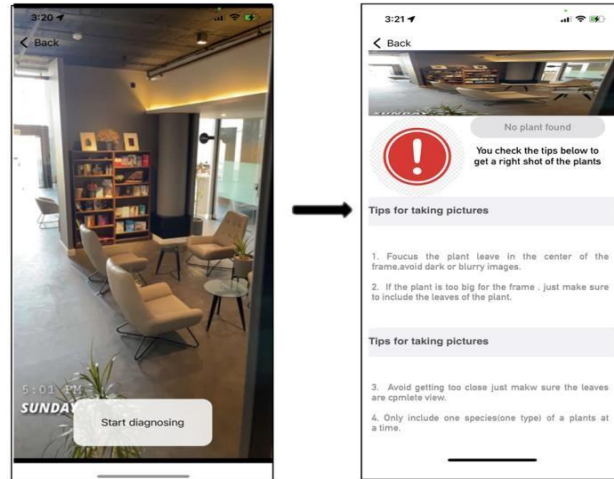 3:20
Back
5:01 PM
SUNDAY
Start diagnosing
3:21
Back
SUNDAY
No plant found
You check the tips below to
get a right shot of the plants
Tips for taking pictures
1. Foucus the plant leave in the center of the
frame,avoid dark or blurry images.
2. If the plant is too big for the frame , just make sure
to include the leaves of the plant.
Tips for taking pictures
3. Avoid getting too close just makw sure the leaves
are cpmlete view.
4. Only include one species(one type) of a plants at
a time.